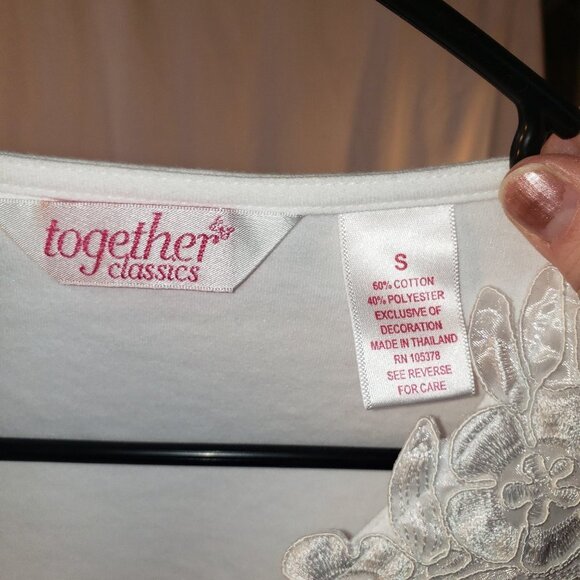 together
classics
S
60% COTTON
40% POLYESTER
EXCLUSIVE OF
DECORATION
MADE IN THAILAND
RN 105378
SEE REVERSE
FOR CARE